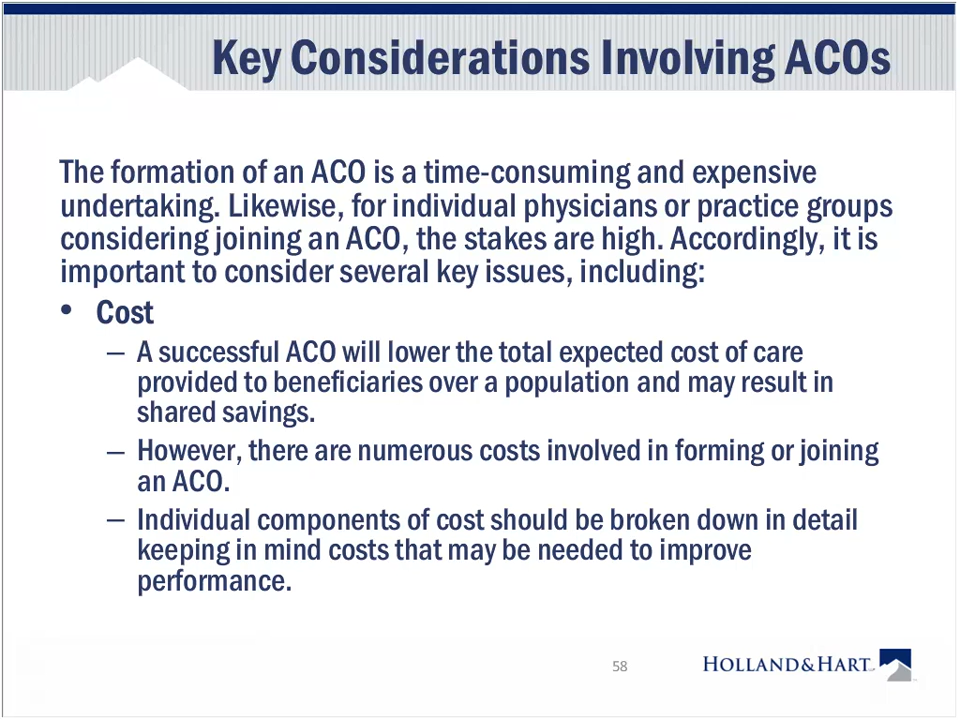 Key Considerations Involving ACOs
The formation of an ACO is a time-consuming and expensive
undertaking. Likewise, for individual physicians or practice groups
considering joining an ACO, the stakes are high. Accordingly, it is
important to consider several key issues, including:
• Cost
– A successful ACO will lower the total expected cost of care
provided to beneficiaries over a population and may result in
shared savings.
– However, there are numerous costs involved in forming or joining
an ACO.
– Individual components of cost should be broken down in detail
keeping in mind costs that may be needed to improve
performance.
58
HOLLAND&HART